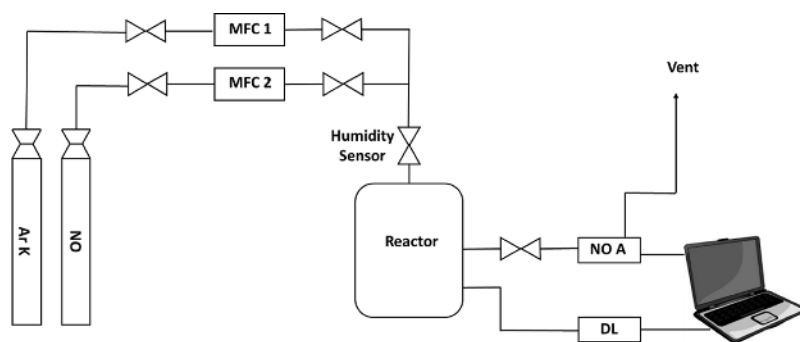 MFC 1
MFC 2
Vent
Humidity
Sensor
Ar K
NO
Reactor
NO A
DL